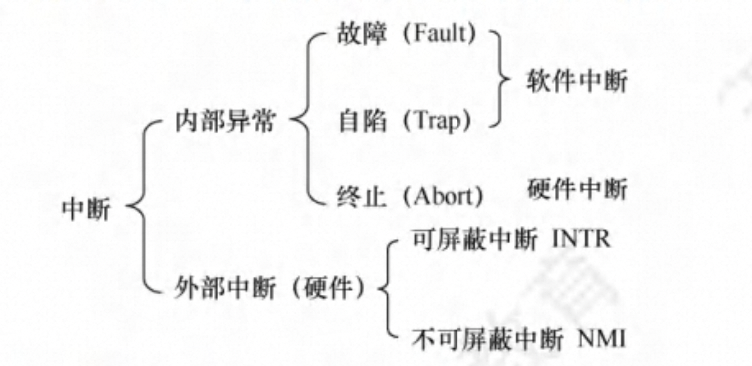 故障（Fault）
软件中断
内部异常
自陷（Trap）
终止（Abort）
硬件中断
中断
可屏蔽中断 INTR
外部中断（硬件）
不可屏蔽中断 NMI